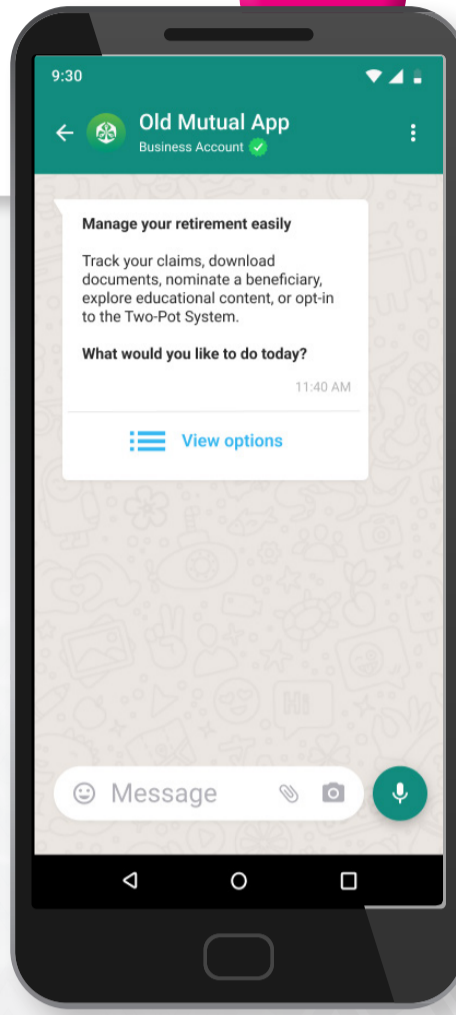 9:30
Old Mutual App
Business Account
Manage your retirement easily
Track your claims, download
documents, nominate a beneficiary,
explore educational content, or opt-in
to the Two-Pot System.
What would you like to do today?
11:40 AM
View options
Hi
Message